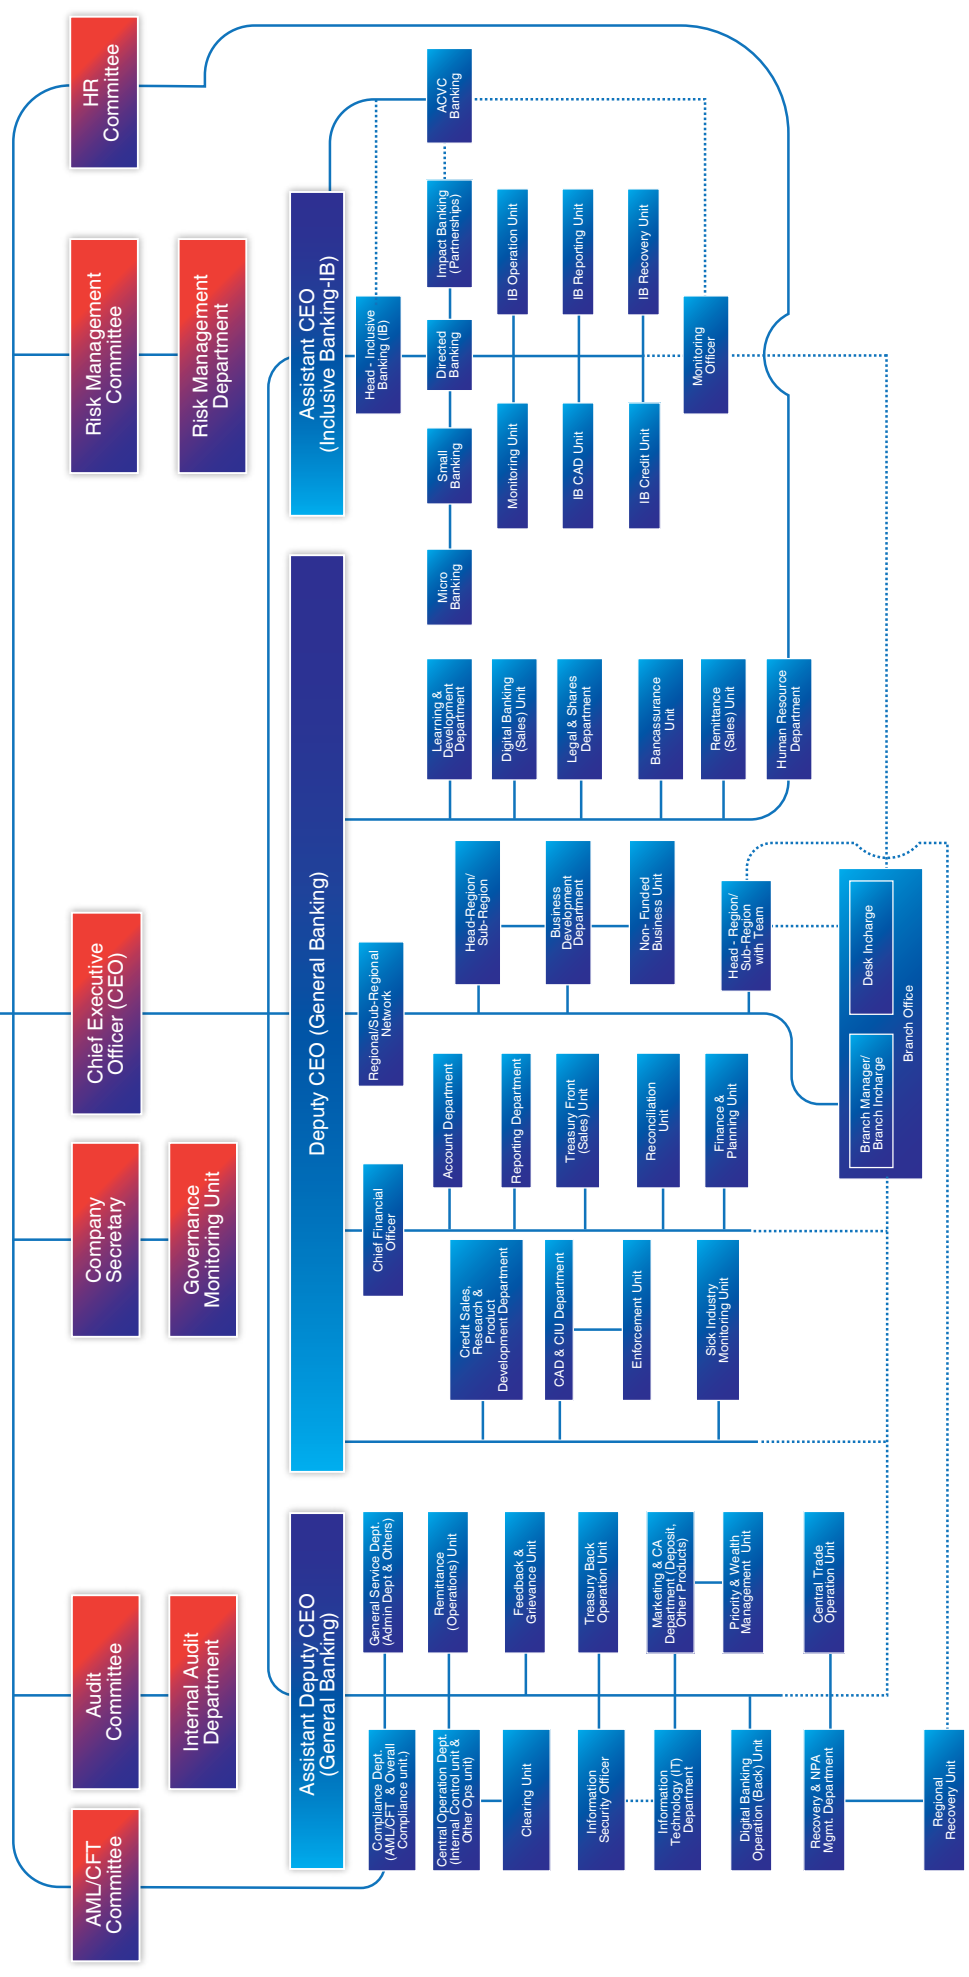 AML/CFT
Committee
Audit
Committee
Company
Secretary
Chief Executive
Officer (CEO)
Risk Management
Committee
HR
Committee
Internal Audit
Department
Governance
Monitoring Unit
Risk Management
Department
Assistant Deputy CEO
(General Banking)
Deputy CEO (General Banking)
Assistant CEO
(Inclusive Banking-IB)
Compliance Dept.
(AML/CFT & Overall
Compliance unit.)
General Service Dept.
(Admin Dept & Others)
Central Operation Dept.
(Internal Control unit &
Other Ops unit)
Remittance
(Operations) Unit
Clearing Unit
Feedback &
Grievance Unit
Information
Security Officer
Treasury Back
Operation Unit
Information
Technology (IT)
Department
Marketing & CA
Department (Deposit,
Other Products)
Digital Banking
Operation (Back) Unit
Priority & Wealth
Management Unit
Recovery & NPA
Mgmt. Department
Central Trade
Operation Unit
Regional
Recovery Unit
Credit Sales,
Research &
Product
Development Department
CAD & CIU Department
Enforcement Unit
Sick Industry
Monitoring Unit
Chief Financial
Officer
Account Department
Reporting Department
Treasury Front
(Sales) Unit
Reconciliation
Unit
Finance &
Planning Unit
Regional/Sub-Regional
Network
Head-Region/
Sub-Region
Business
Development
Department
Non- Funded
Business Unit
Head - Region/
Sub-Region
with Team
Branch Manager/
Branch Incharge
Desk Incharge
Branch Office
Learning &
Development
Department
Digital Banking
(Sales) Unit
Legal & Shares
Department
Bancassurance
Unit
Remittance
(Sales) Unit
Human Resource
Department
Head - Inclusive
Banking (IB)
Micro
Banking
Small
Banking
Directed
Banking
Impact Banking
(Partnerships)
ACVC
Banking
Monitoring Unit
IB Operation Unit
IB CAD Unit
IB Reporting Unit
IB Credit Unit
IB Recovery Unit
Monitoring
Officer